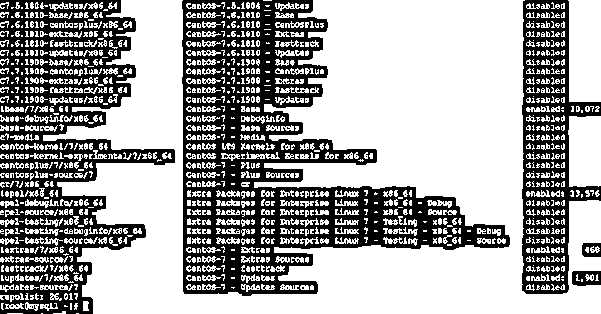 C7.5.1804-updates/x86_64 CentOS-7.5.1804 - Updates disabled
C7.6.1810-base/x86_64 CentOS-7.6.1810 - Base disabled
C7.6.1810-centosplus/x86_64 CentOS-7.6.1810 - CentOSPlus disabled
C7.6.1810-extras/x86_64 CentOS-7.6.1810 - Extras disabled
C7.6.1810-fasttrack/x86_64 CentOS-7.6.1810 - Fasttrack disabled
C7.6.1810-updates/x86_64 CentOS-7.6.1810 - Updates disabled
C7.7.1908-base/x86_64 CentOS-7.7.1908 - Base disabled
C7.7.1908-centosplus/x86_64 CentOS-7.7.1908 - CentOSPlus disabled
C7.7.1908-extras/x86_64 CentOS-7.7.1908 - Extras disabled
C7.7.1908-fasttrack/x86_64 CentOS-7.7.1908 - Fasttrack disabled
C7.7.1908-updates/x86_64 CentOS-7.7.1908 - Updates disabled
!base/7/x86_64 CentOS-7 - Base enabled: 10,072
base-debuginfo/x86_64 CentOS-7 - Debuginfo disabled
base-source/7 CentOS-7 - Base Sources disabled
c7-media CentOS-7 - Media disabled
centos-kernel/7/x86_64 CentOS LTS Kernels for x86_64 disabled
centos-kernel-experimental/7/x86_64 CentOS Experimental Kernels for x86_64 disabled
centosplus/7/x86_64 CentOS-7 - Plus disabled
centosplus-source/7 CentOS-7 - Plus Sources disabled
cr/7/x86_64 CentOS-7 - cr disabled
!epel/x86_64 Extra Packages for Enterprise Linux 7 - x86_64 enabled: 13,576
epel-debuginfo/x86_64 Extra Packages for Enterprise Linux 7 - x86_64 - Debug disabled
epel-source/x86_64 Extra Packages for Enterprise Linux 7 - x86_64 - Source disabled
epel-testing/x86_64 Extra Packages for Enterprise Linux 7 - Testing - x86_64 disabled
epel-testing-debuginfo/x86_64 Extra Packages for Enterprise Linux 7 - Testing - x86_64 - Debug disabled
epel-testing-source/x86_64 Extra Packages for Enterprise Linux 7 - Testing - x86_64 - Source disabled
!extras/7/x86_64 CentOS-7 - Extras enabled: 468
extras-source/7 CentOS-7 - Extras Sources disabled
fasttrack/7/x86_64 CentOS-7 - fasttrack disabled
!updates/7/x86_64 CentOS-7 - Updates enabled: 1,901
updates-source/7 CentOS-7 - Updates Sources disabled
repolist: 26,017
[root@mysql ~]#